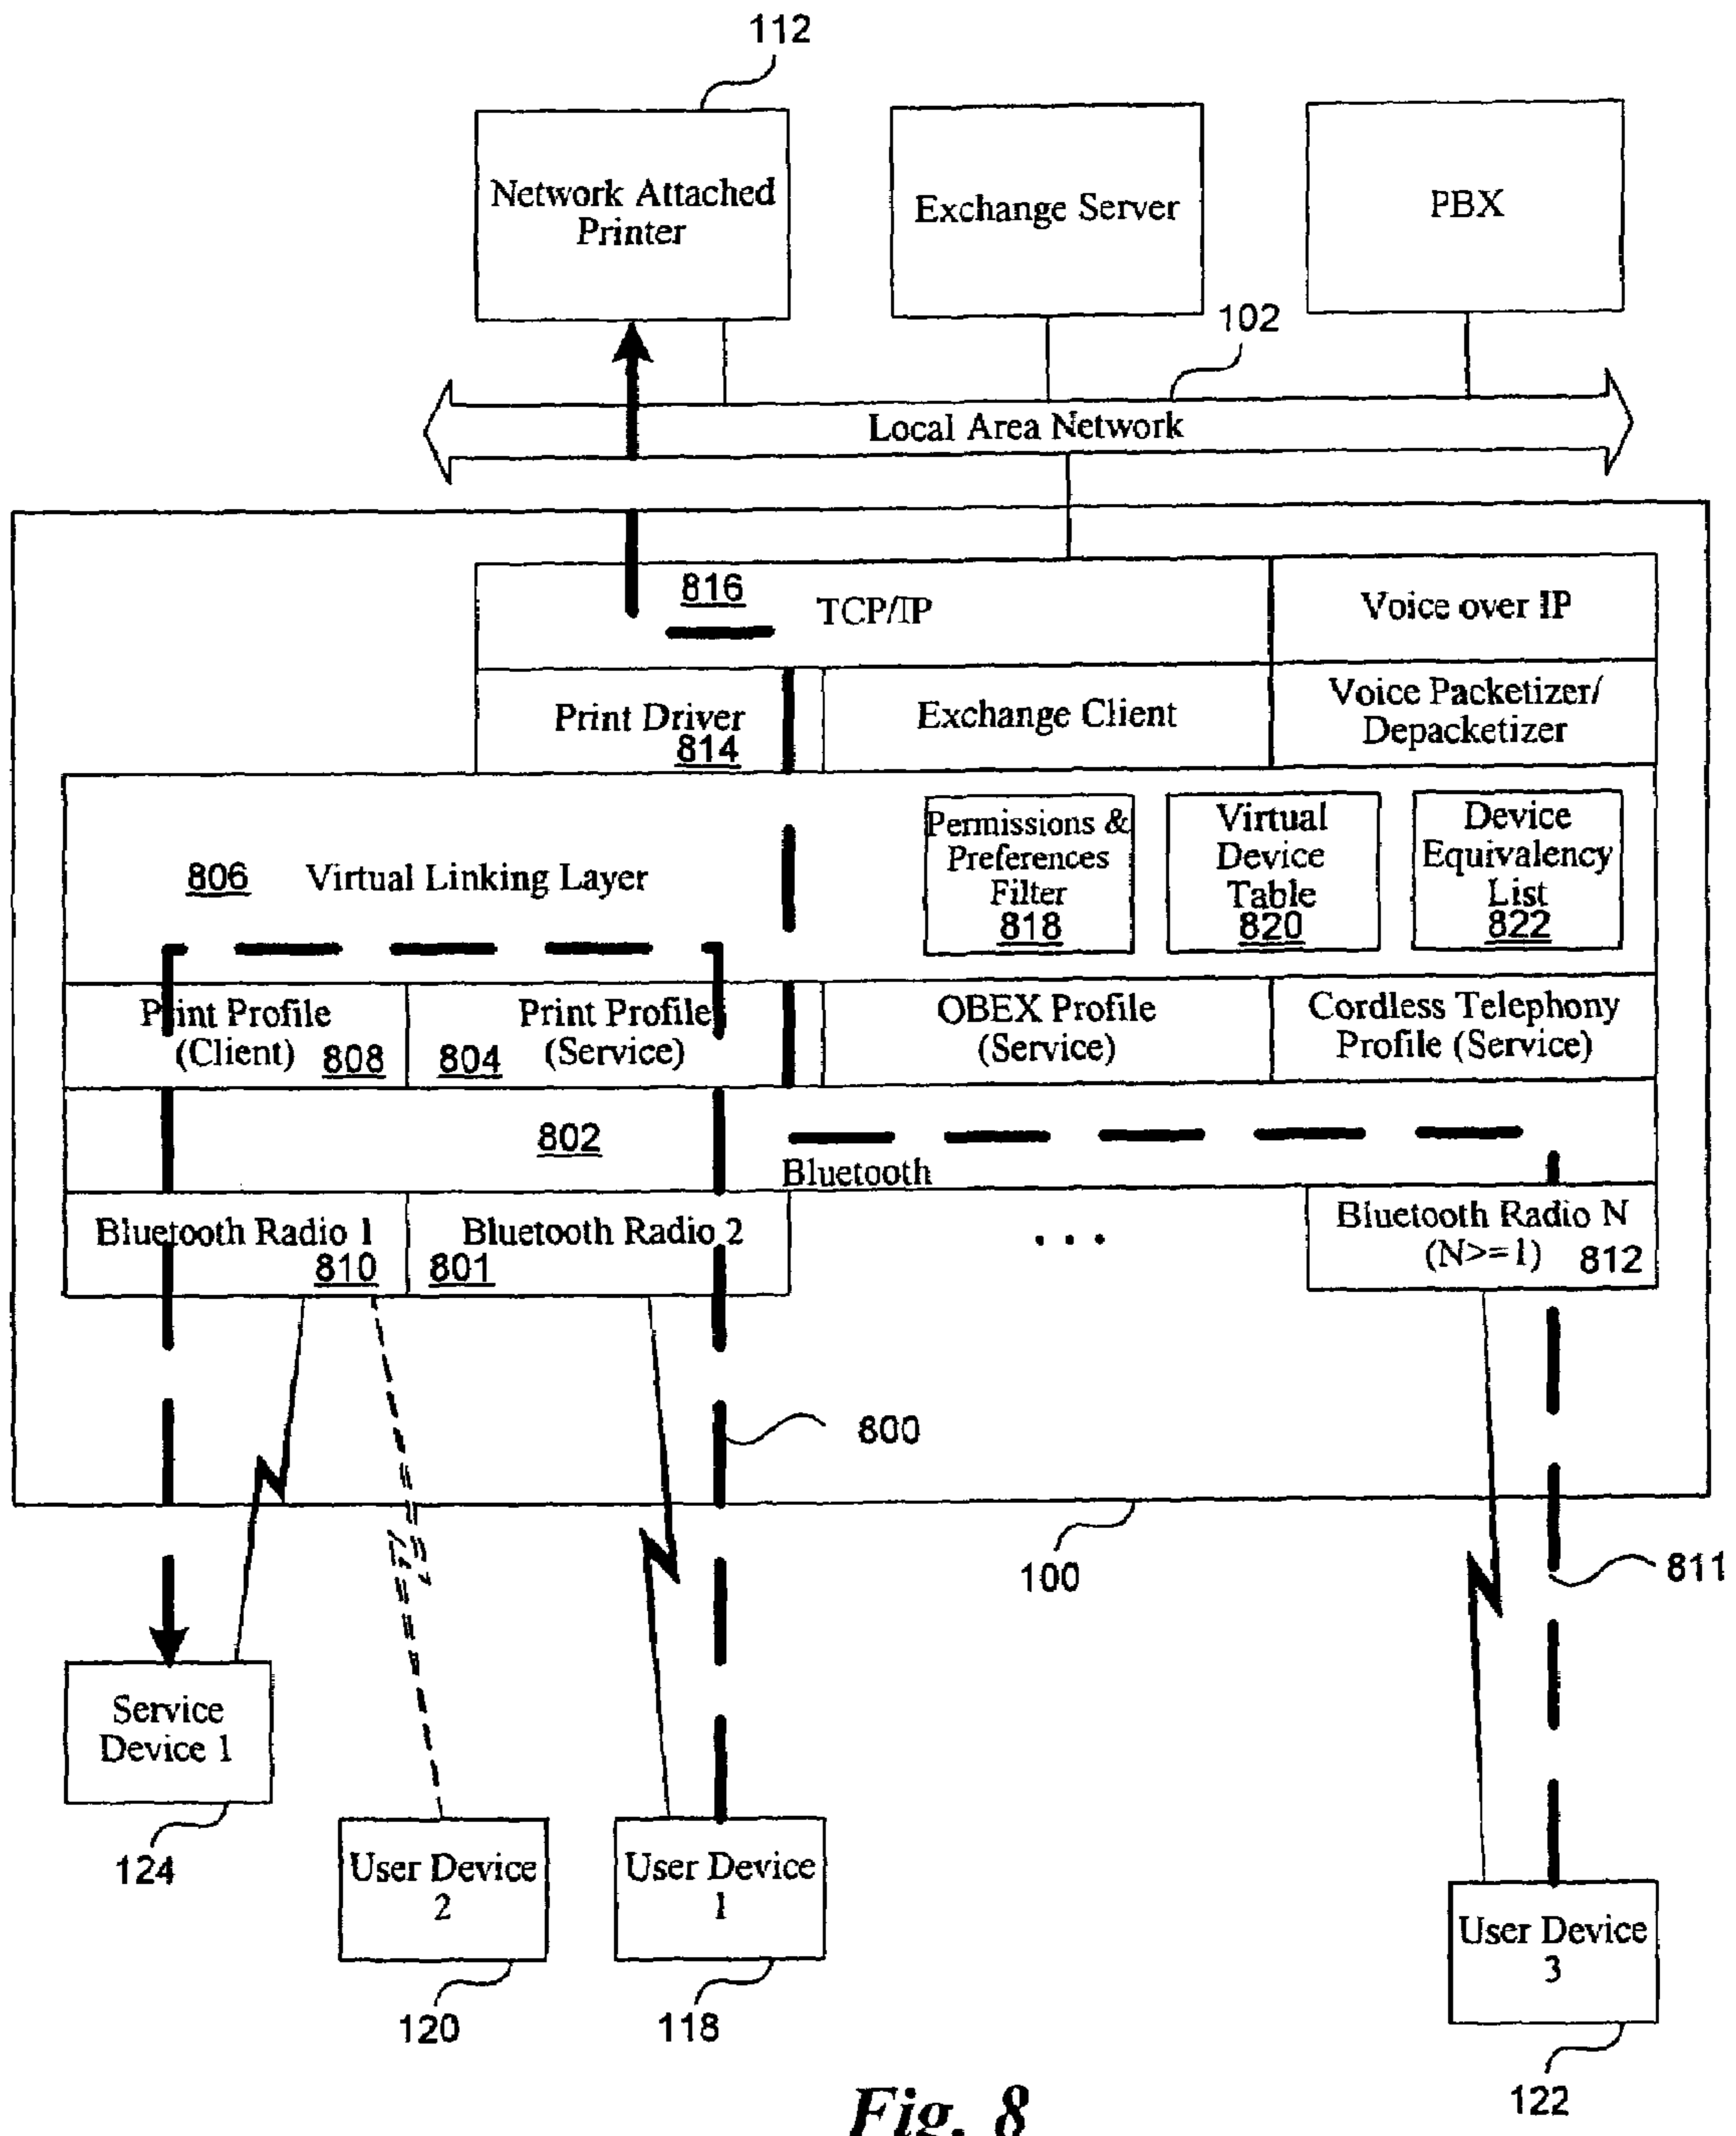 112
Network Attached
Printer
Exchange Server
PBX
102
Local Area Network
816
TCP/IP
Voice over IP
Print Driver
814
Exchange Client
Voice Packetizer/
Depacketizer
806
Virtual Linking Layer
Permissions &
Preferences
Filter
818
Virtual
Device
Table
820
Device
Equivalency
List
822
Print Profile
(Client)
808
804
Print Profile
(Service)
OBEX Profile
(Service)
Cordless Telephony
Profile (Service)
802
Bluetooth
Bluetooth Radio 1
810
801
Bluetooth Radio 2
...
Bluetooth Radio N
(N>=1)
812
800
100
811
Service
Device 1
124
User Device
2
120
User Device
1
118
User Device
3
122
Fig. 8